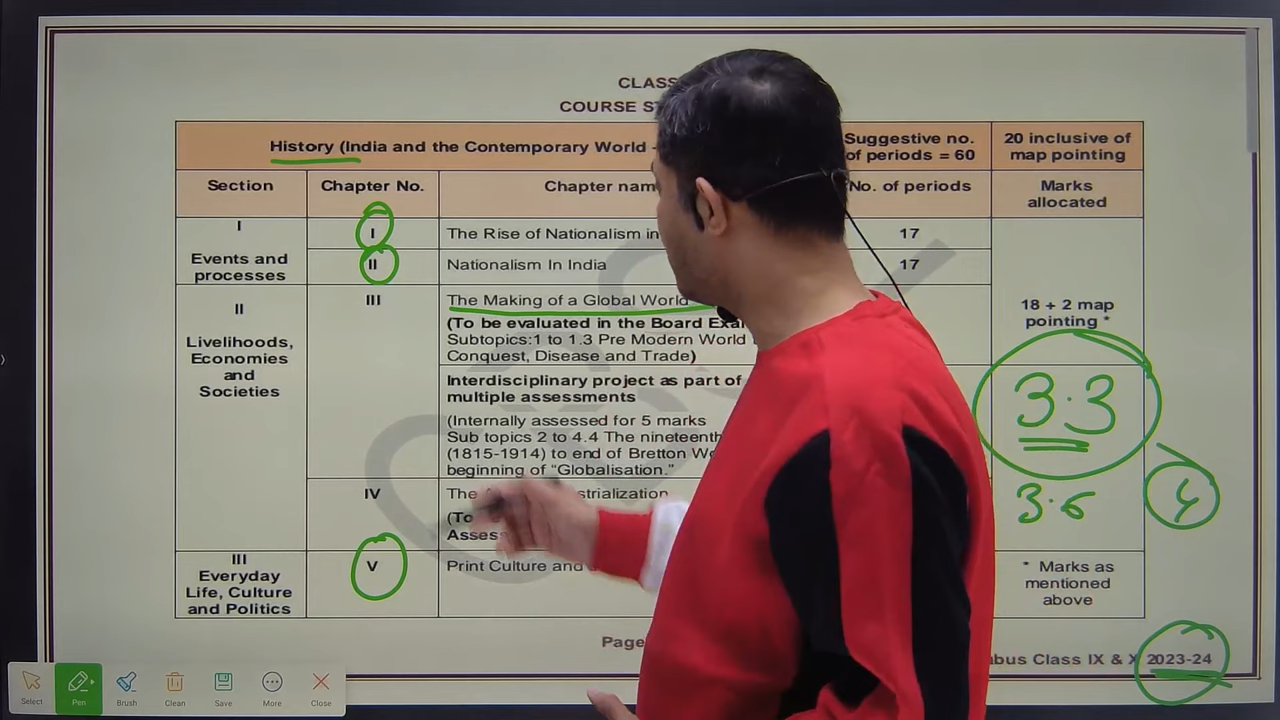 CLASS
COURSE
History (India and the Contemporary World -
Suggestive no. of periods = 60
20 inclusive of map pointing
Section
Chapter No.
Chapter name
No. of periods
Marks allocated
I
Events and processes
I
The Rise of Nationalism in
17
II
Nationalism In India
17
II
Livelihoods, Economies and Societies
III
The Making of a Global World
(To be evaluated in the Board
Subtopics:1 to 1.3 Pre Modern World
Conquest, Disease and Trade)
18 + 2 map pointing *
Interdisciplinary project as part of
multiple assessments
(Internally assessed for 5 marks
Sub topics 2 to 4.4 The nineteenth
(1815-1914) to end of Bretton
beginning of “Globalisation.”
3.3
3.6
4
IV
The
(To
III
Everyday Life, Culture and Politics
V
Print Culture and
* Marks as mentioned above
Page
Class IX & X 2023-24
Select
Pen
Brush
Clean
Save
More
Close